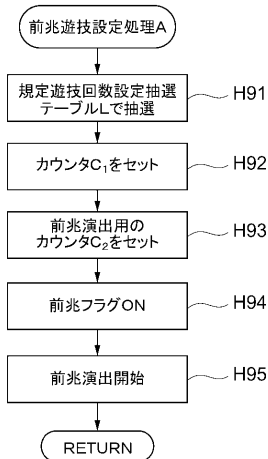 前兆遊技設定処理A
規定遊技回数設定抽選
テーブルLで抽選
H91
カウンタC₁をセット
H92
前兆演出用の
カウンタC₂をセット
H93
前兆フラグON
H94
前兆演出開始
H95
RETURN